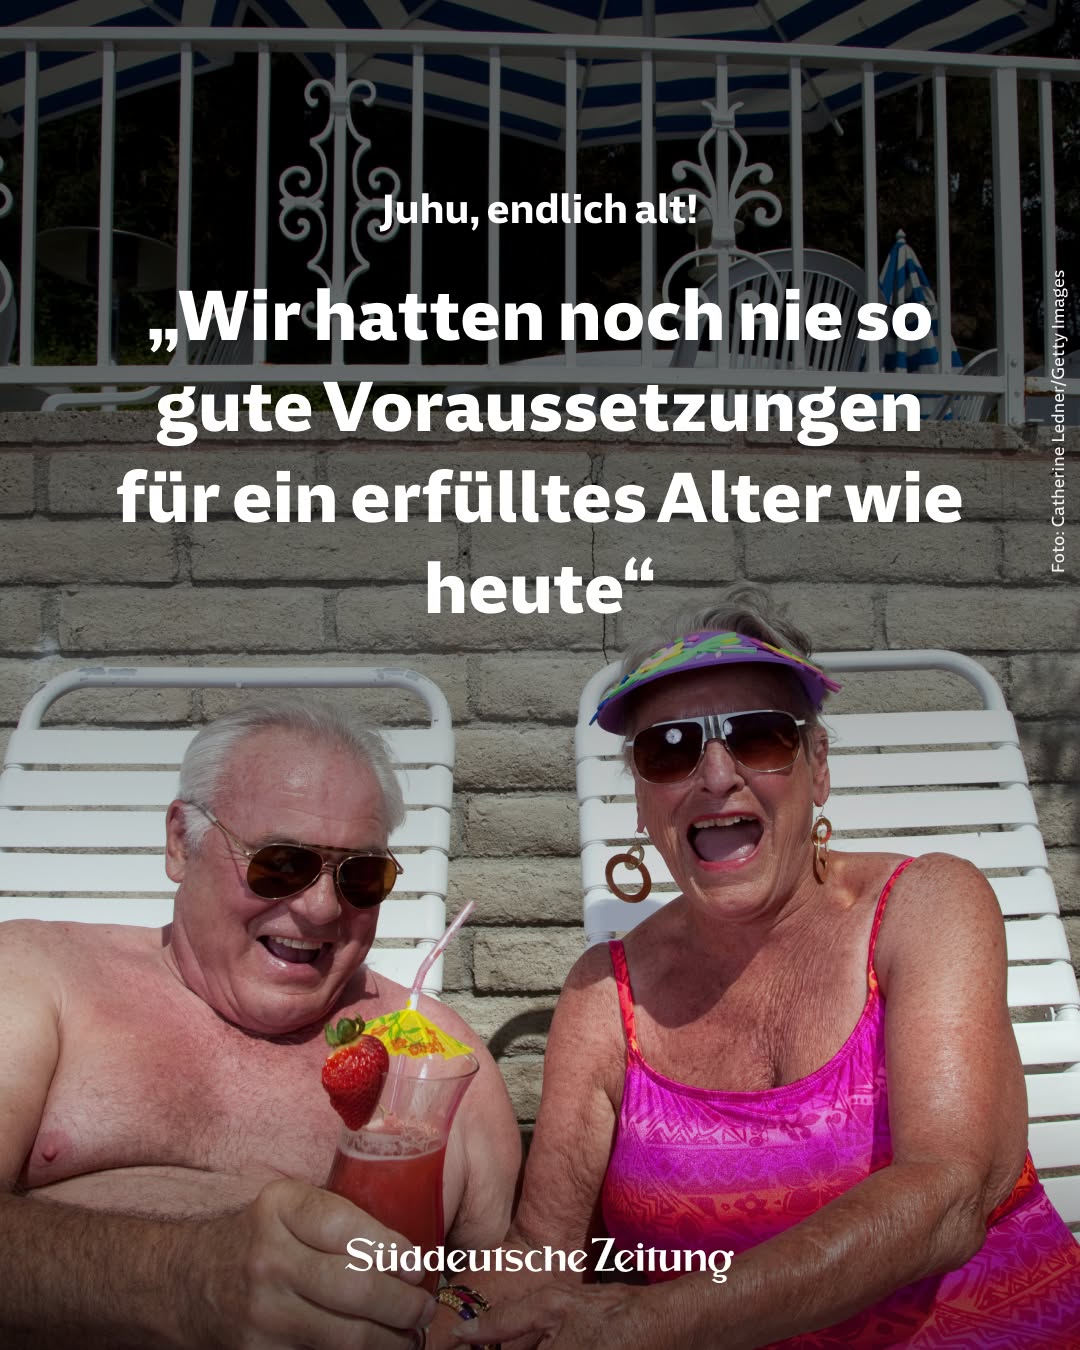 Juhu, endlich alt!
„Wir hatten noch nie so
gute Voraussetzungen
für ein erfülltes Alter wie
heute“
Foto: Catherine Ledner/Getty Images
Süddeutsche Zeitung